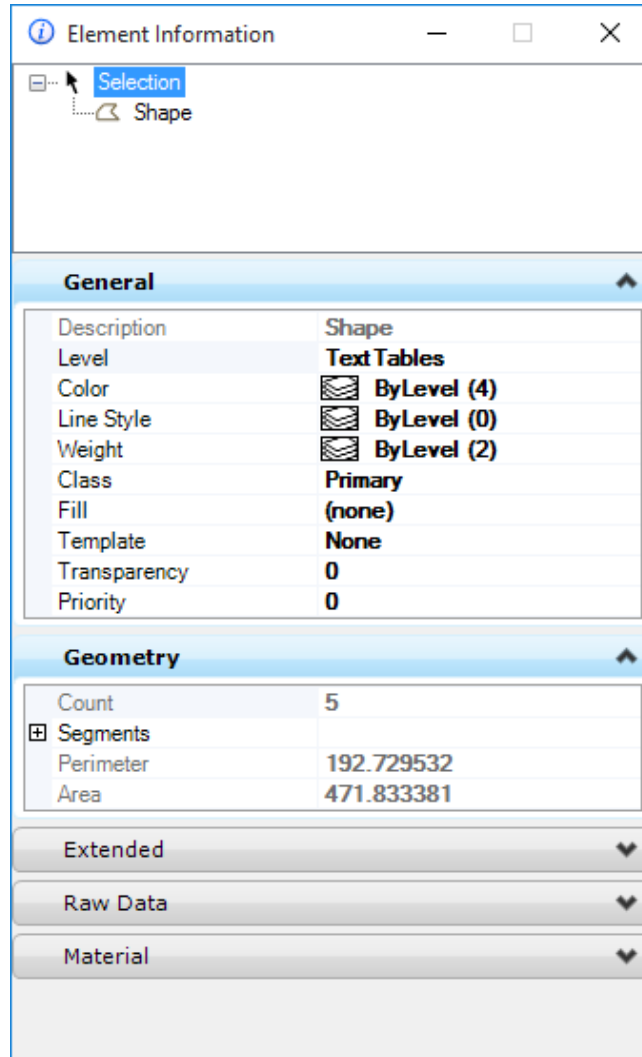 Element Information
Selection
Shape
General
Description Shape
Level Text Tables
Color ByLevel (4)
Line Style ByLevel (0)
Weight ByLevel (2)
Class Primary
Fill (none)
Template None
Transparency 0
Priority 0
Geometry
Count 5
Segments
Perimeter 192.729532
Area 471.833381
Extended
Raw Data
Material